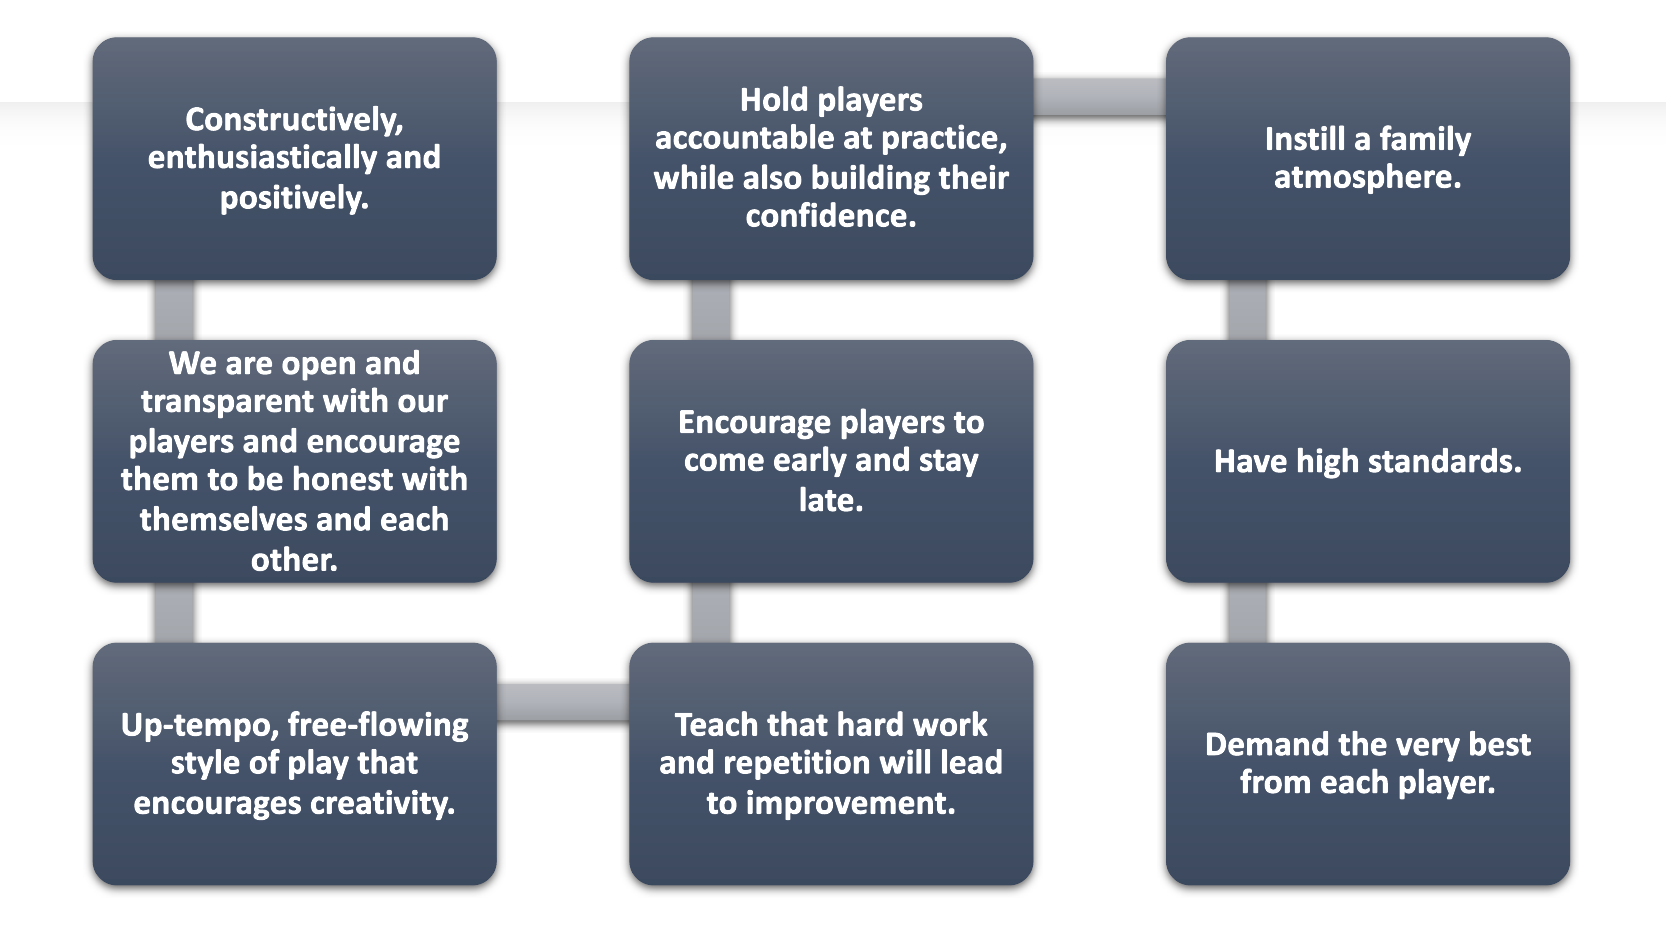 Constructively,
enthusiastically and
positively.
We are open and
transparent with our
players and encourage
them to be honest with
themselves and each
other.
Up-tempo, free-flowing
style of play that
encourages creativity.
Teach that hard work
and repetition will lead
to improvement.
Encourage players to
come early and stay
late.
Hold players
accountable at practice,
while also building their
confidence.
Instill a family
atmosphere.
Have high standards.
Demand the very best
from each player.